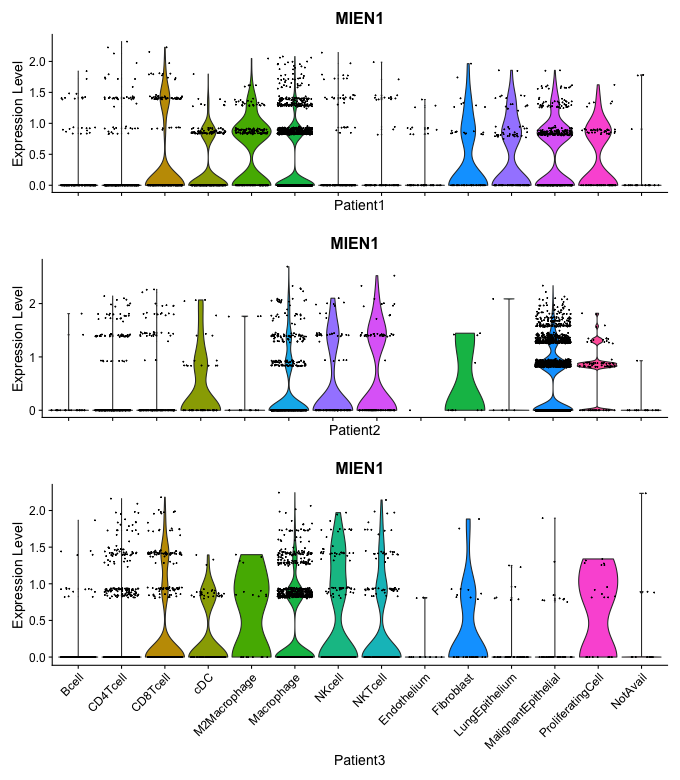 MIEN1
Expression Level
2.0
1.5
1.0
0.5
0.0
Patient1
MIEN1
Expression Level
2
1
0
Patient2
MIEN1
Expression Level
2.0
1.5
1.0
0.5
0.0
Bcell
CD4Tcell
CD8Tcell
cDC
M2Macrophage
Macrophage
NKcell
NKTcell
Endothelium
Fibroblast
LungEpithelium
MalignantEpithelial
ProliferatingCell
NotAvail
Patient3